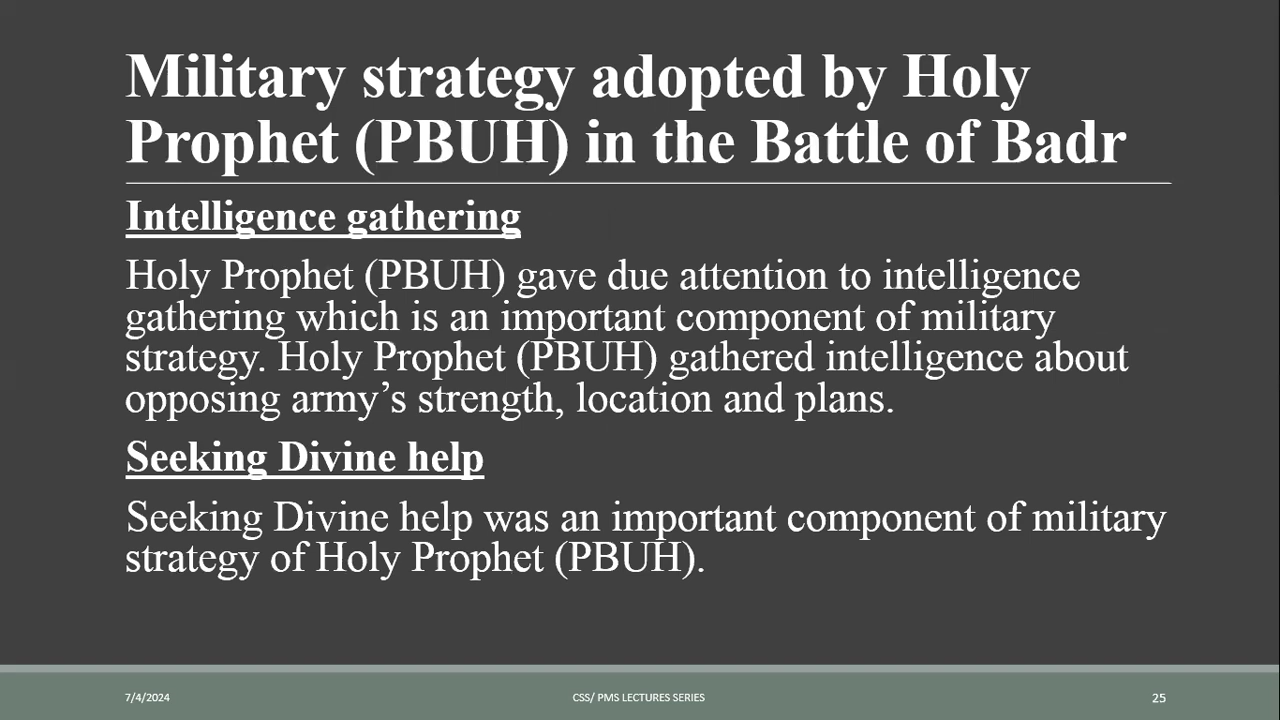 Military strategy adopted by Holy
Prophet (PBUH) in the Battle of Badr
Intelligence gathering
Holy Prophet (PBUH) gave due attention to intelligence
gathering which is an important component of military
strategy. Holy Prophet (PBUH) gathered intelligence about
opposing army’s strength, location and plans.
Seeking Divine help
Seeking Divine help was an important component of military
strategy of Holy Prophet (PBUH).
7/4/2024
CSS/ PMS LECTURES SERIES
25